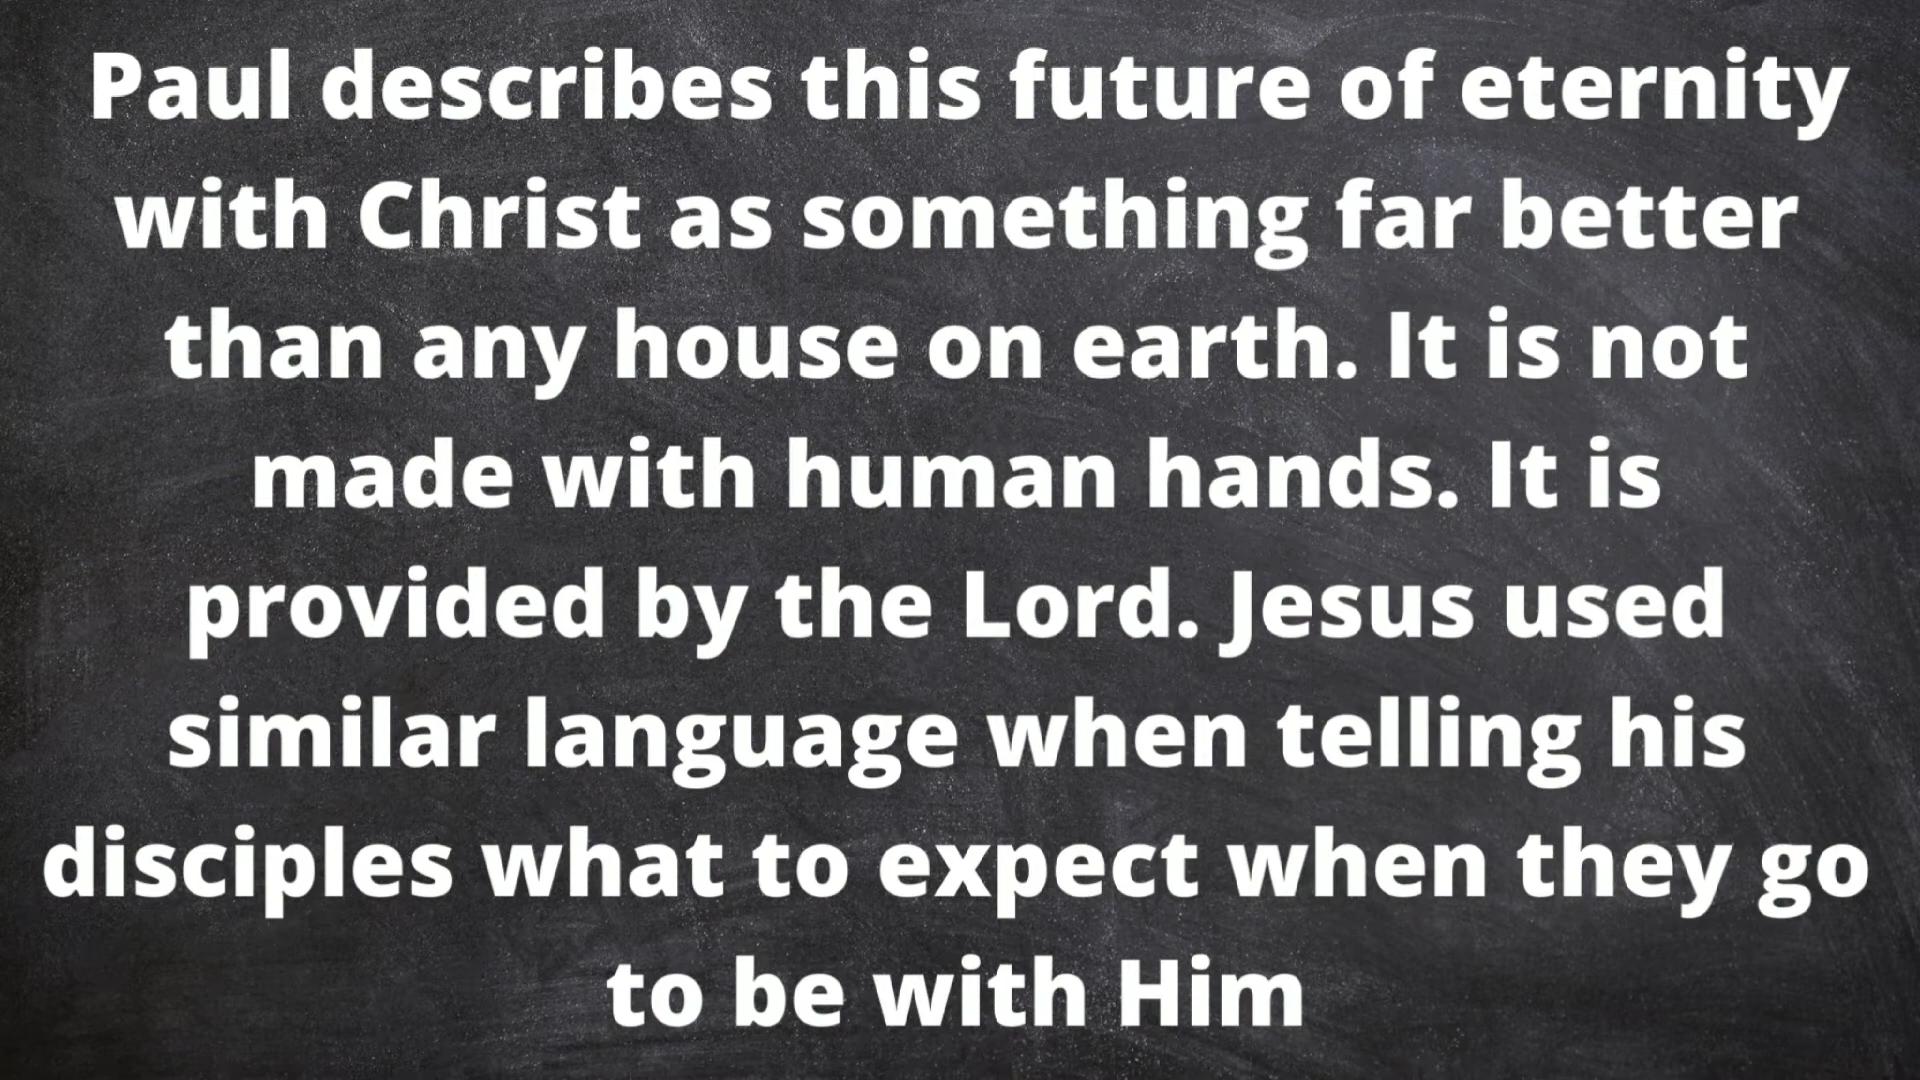 Paul describes this future of eternity
with Christ as something far better
than any house on earth. It is not
made with human hands. It is
provided by the Lord. Jesus used
similar language when telling his
disciples what to expect when they go
to be with Him